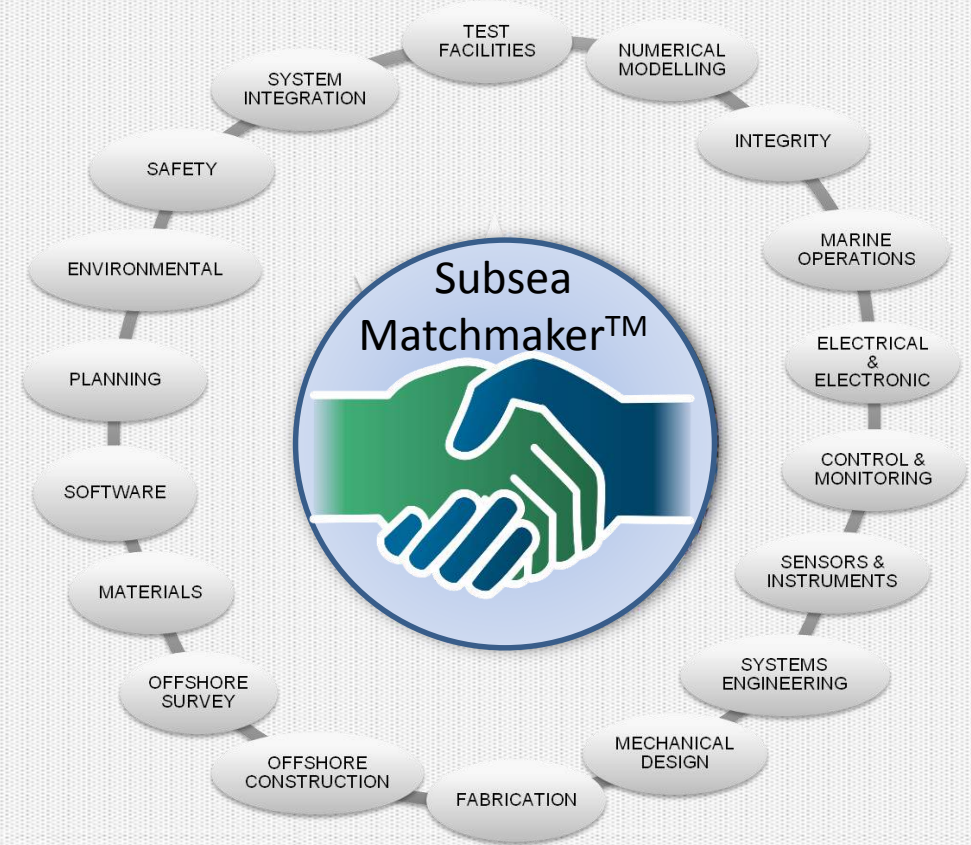 TEST
FACILITIES
NUMERICAL
MODELLING
INTEGRITY
MARINE
OPERATIONS
ELECTRICAL
&
ELECTRONIC
CONTROL &
MONITORING
SENSORS &
INSTRUMENTS
SYSTEMS
ENGINEERING
MECHANICAL
DESIGN
FABRICATION
OFFSHORE
CONSTRUCTION
OFFSHORE
SURVEY
MATERIALS
SOFTWARE
PLANNING
ENVIRONMENTAL
SAFETY
SYSTEM
INTEGRATION
Subsea
Matchmaker™